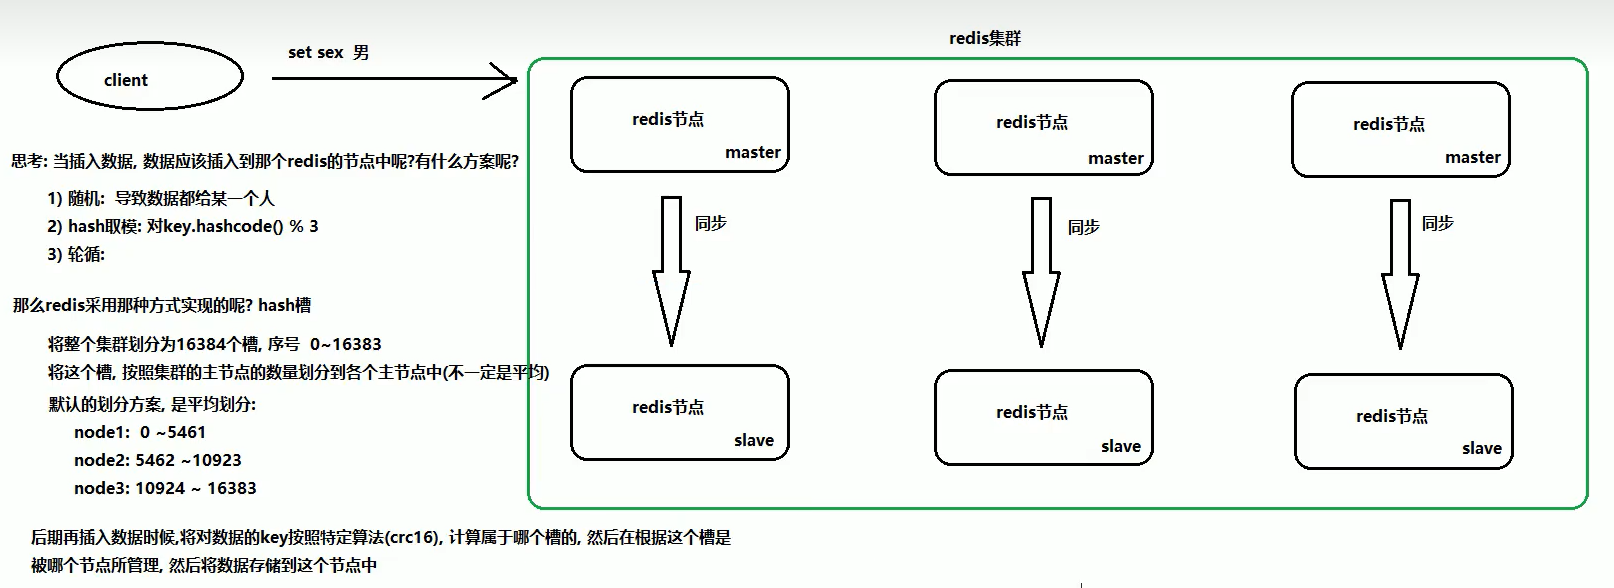 redis集群
set sex  男
client
redis节点
master
redis节点
master
redis节点
master
思考: 当插入数据, 数据应该插入到那个redis的节点中呢?有什么方案呢?
1) 随机:  导致数据都给某一个人
2) hash取模: 对key.hashcode() % 3
3) 轮循:
同步
同步
同步
那么redis采用那种方式实现的呢? hash槽
将整个集群划分为16384个槽, 序号  0~16383
将这个槽, 按照集群的主节点的数量划分到各个主节点中(不一定是平均)
默认的划分方案, 是平均划分:
node1:  0 ~5461
node2: 5462 ~10923
node3: 10924 ~ 16383
redis节点
slave
redis节点
slave
redis节点
slave
后期再插入数据时候,将对数据的key按照特定算法(crc16), 计算属于哪个槽的, 然后在根据这个槽是
被哪个节点所管理, 然后将数据存储到这个节点中